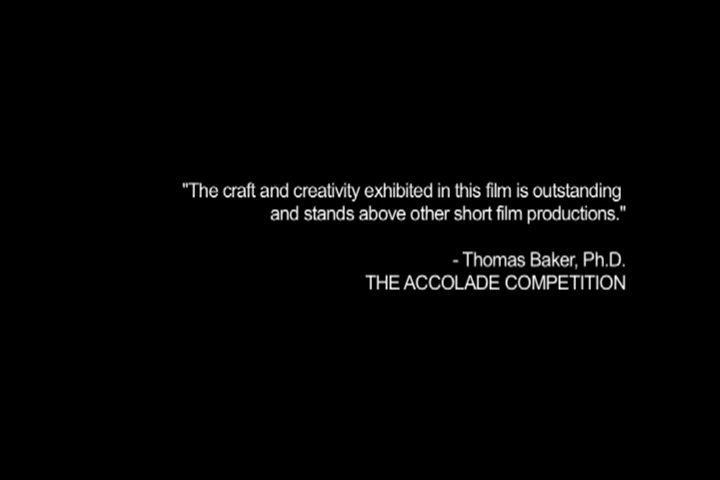 "The craft and creativity exhibited in this film is outstanding
and stands above other short film productions."
- Thomas Baker, Ph.D.
THE ACCOLADE COMPETITION